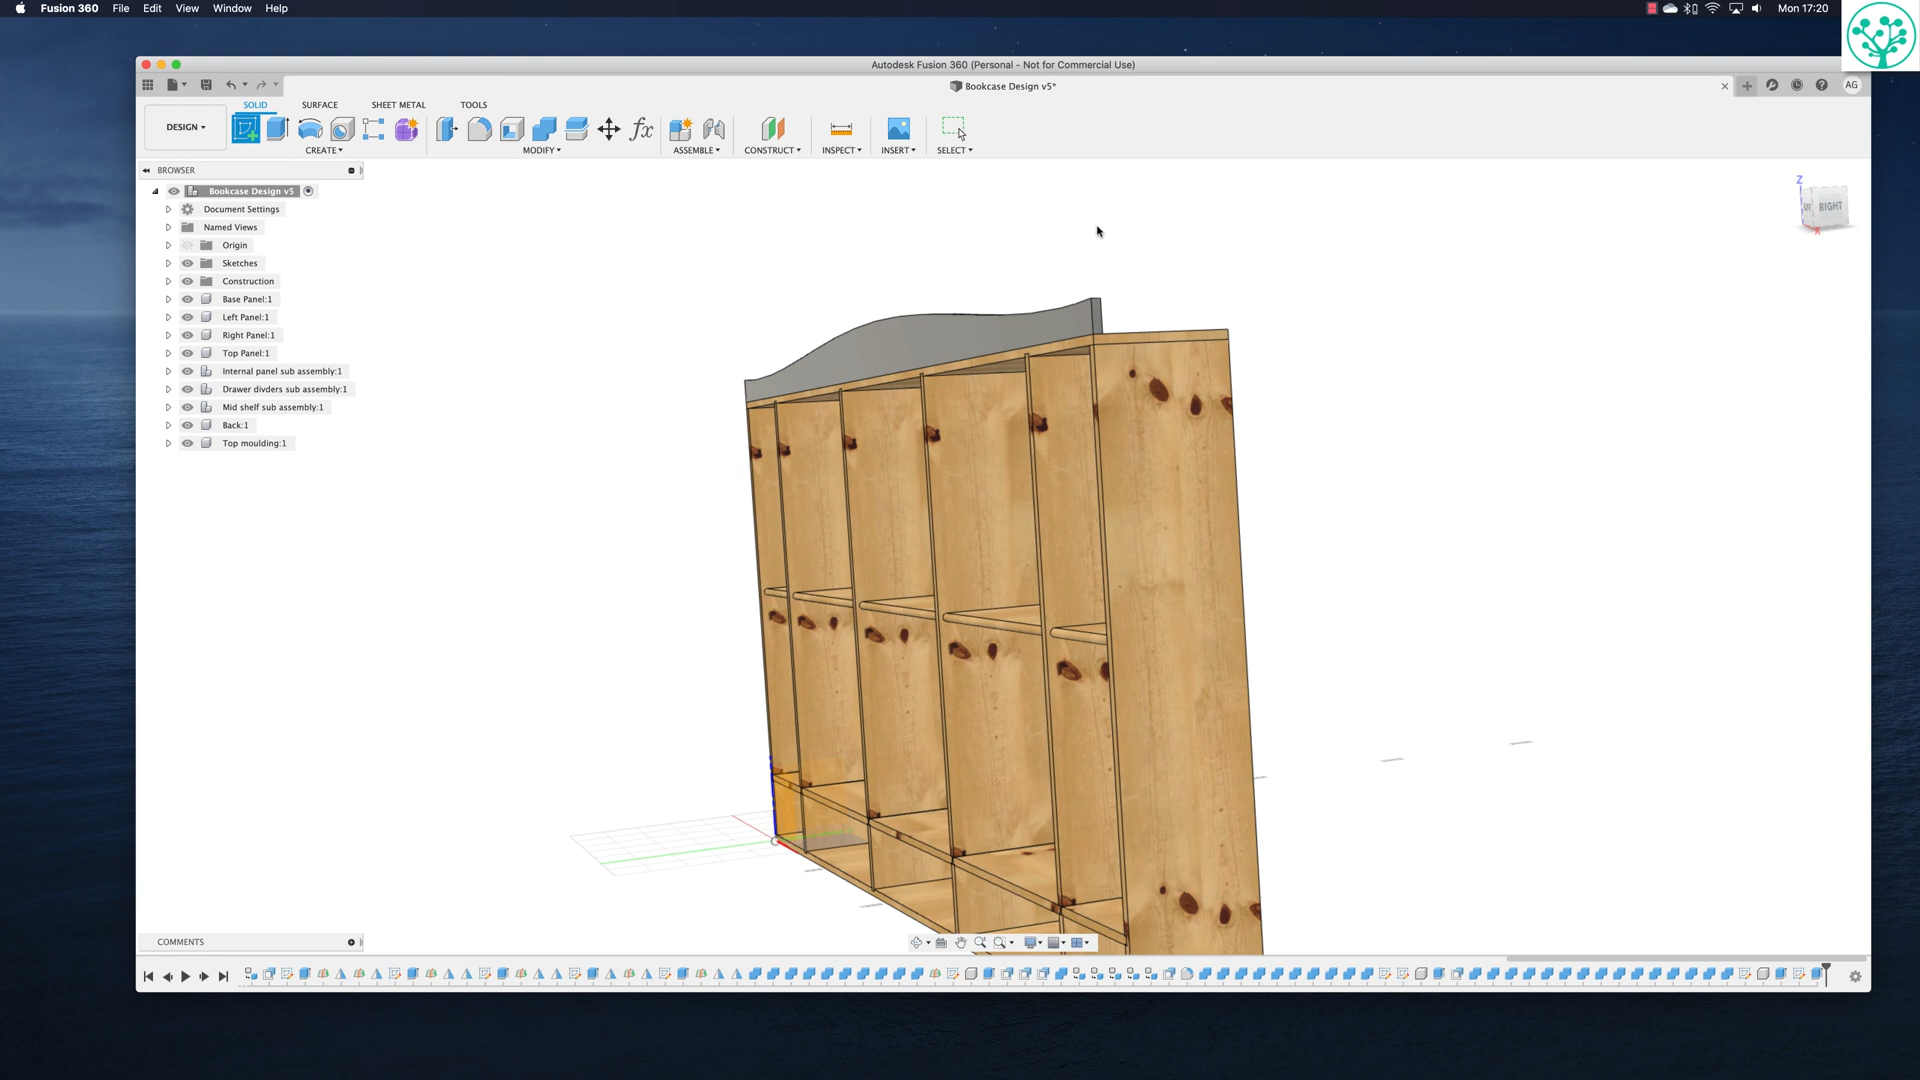 Fusion 360 File Edit View Window Help
Mon 17:20
Autodesk Fusion 360 (Personal - Not for Commercial Use)
Bookcase Design v5*
AG
SOLID SURFACE SHEET METAL TOOLS
DESIGN
CREATE MODIFY ASSEMBLE CONSTRUCT INSPECT INSERT SELECT
fx
BROWSER
Z
RIGHT
X
Bookcase Design v5
Document Settings
Named Views
Origin
Sketches
Construction
Base Panel:1
Left Panel:1
Right Panel:1
Top Panel:1
Internal panel sub assembly:1
Drawer dividers sub assembly:1
Mid shelf sub assembly:1
Back:1
Top moulding:1
COMMENTS